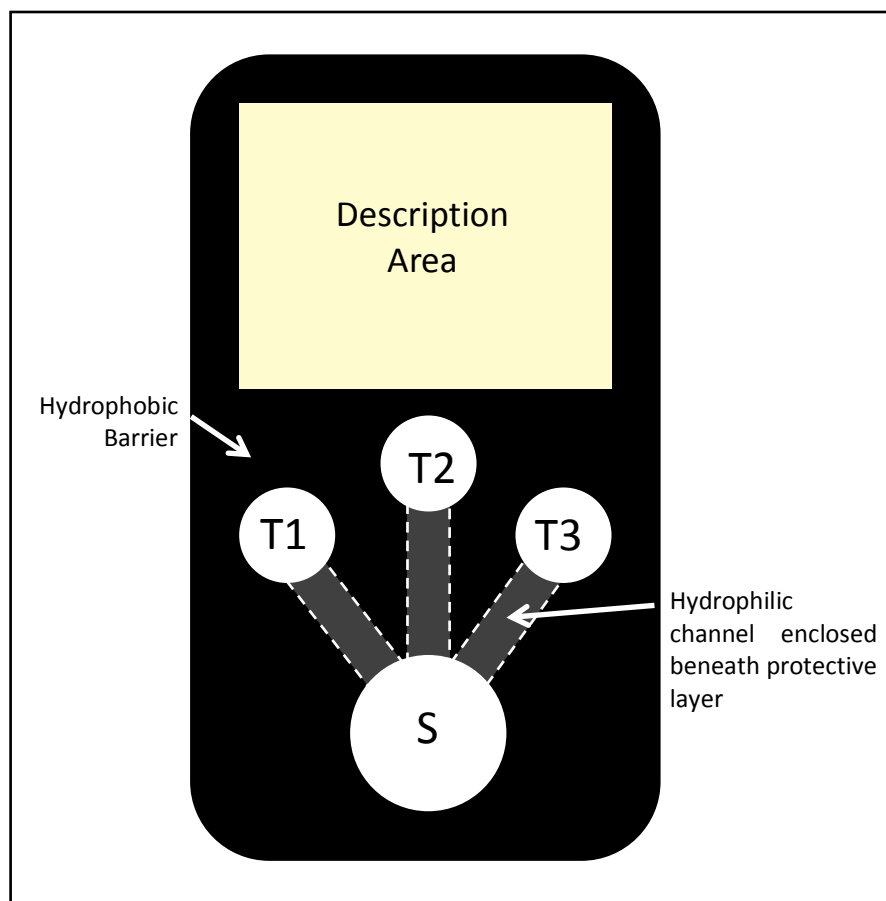 Description
Area
Hydrophobic
Barrier
T2
T1
T3
Hydrophilic
channel enclosed
beneath protective
layer
S